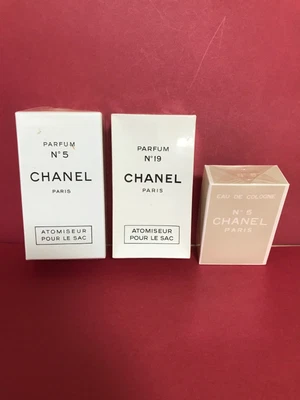 PARFUM
N°5
CHANEL
PARIS
ATOMISEUR
POUR LE SAC
PARFUM
N°19
CHANEL
PARIS
ATOMISEUR
POUR LE SAC
EAU DE COLOGNE
N°5
CHANEL
PARIS